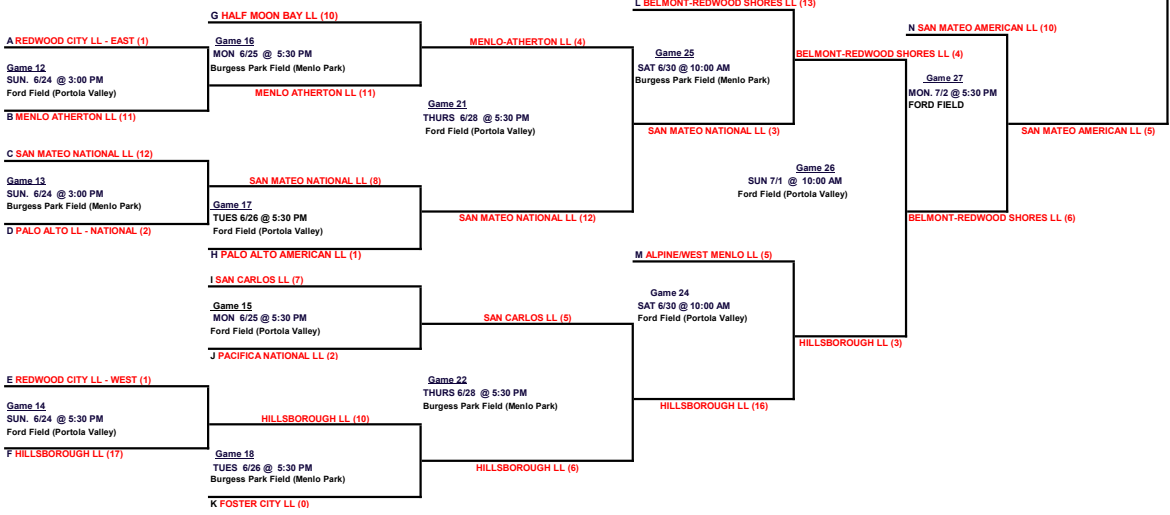 L BELMONT-REDWOOD SHORES LL (13)
G HALF MOON BAY LL (10)
N SAN MATEO AMERICAN LL (10)
A REDWOOD CITY LL - EAST (1)
Game 16
MON 6/25 @ 5:30 PM
Burgess Park Field (Menlo Park)
MENLO-ATHERTON LL (4)
Game 25
SAT 6/30 @ 10:00 AM
Burgess Park Field (Menlo Park)
BELMONT-REDWOOD SHORES LL (4)
Game 12
SUN. 6/24 @ 3:00 PM
Ford Field (Portola Valley)
MENLO ATHERTON LL (11)
Game 27
MON. 7/2 @ 5:30 PM
FORD FIELD
B MENLO ATHERTON LL (11)
Game 21
THURS 6/28 @ 5:30 PM
Ford Field (Portola Valley)
SAN MATEO NATIONAL LL (3)
SAN MATEO AMERICAN LL (5)
C SAN MATEO NATIONAL LL (12)
Game 13
SUN. 6/24 @ 3:00 PM
Burgess Park Field (Menlo Park)
SAN MATEO NATIONAL LL (8)
Game 26
SUN 7/1 @ 10:00 AM
Ford Field (Portola Valley)
Game 17
TUES 6/26 @ 5:30 PM
Ford Field (Portola Valley)
SAN MATEO NATIONAL LL (12)
BELMONT-REDWOOD SHORES LL (6)
D PALO ALTO LL - NATIONAL (2)
H PALO ALTO AMERICAN LL (1)
M ALPINE/WEST MENLO LL (5)
I SAN CARLOS LL (7)
Game 24
SAT 6/30 @ 10:00 AM
Ford Field (Portola Valley)
Game 15
MON 6/25 @ 5:30 PM
Ford Field (Portola Valley)
SAN CARLOS LL (5)
HILLSBOROUGH LL (3)
J PACIFICA NATIONAL LL (2)
E REDWOOD CITY LL - WEST (1)
Game 22
THURS 6/28 @ 5:30 PM
Burgess Park Field (Menlo Park)
Game 14
SUN. 6/24 @ 5:30 PM
Ford Field (Portola Valley)
HILLSBOROUGH LL (16)
HILLSBOROUGH LL (10)
F HILLSBOROUGH LL (17)
Game 18
TUES 6/26 @ 5:30 PM
Burgess Park Field (Menlo Park)
HILLSBOROUGH LL (6)
K FOSTER CITY LL (0)